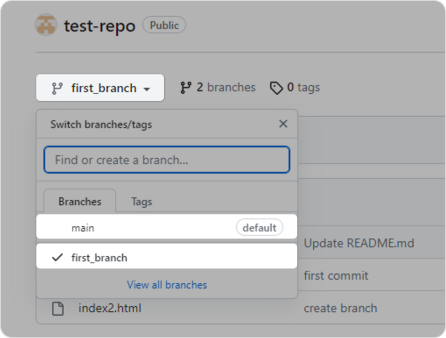 test-repo Public
first_branch 2 branches 0 tags
Switch branches/tags
Find or create a branch...
Branches Tags
main default
Update README.md
first_branch
first commit
View all branches
index2.html create branch